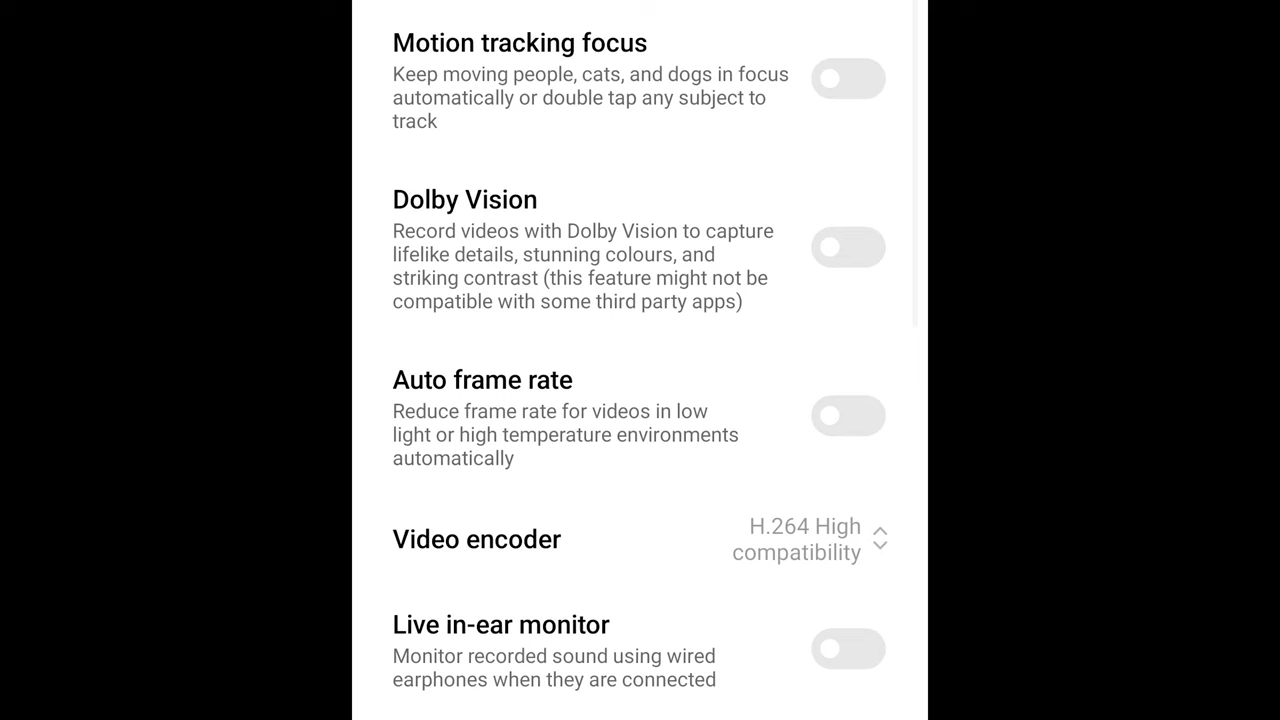 Motion tracking focus
Keep moving people, cats, and dogs in focus
automatically or double tap any subject to
track
Dolby Vision
Record videos with Dolby Vision to capture
lifelike details, stunning colours, and
striking contrast (this feature might not be
compatible with some third party apps)
Auto frame rate
Reduce frame rate for videos in low
light or high temperature environments
automatically
Video encoder
H.264 High
compatibility
Live in-ear monitor
Monitor recorded sound using wired
earphones when they are connected